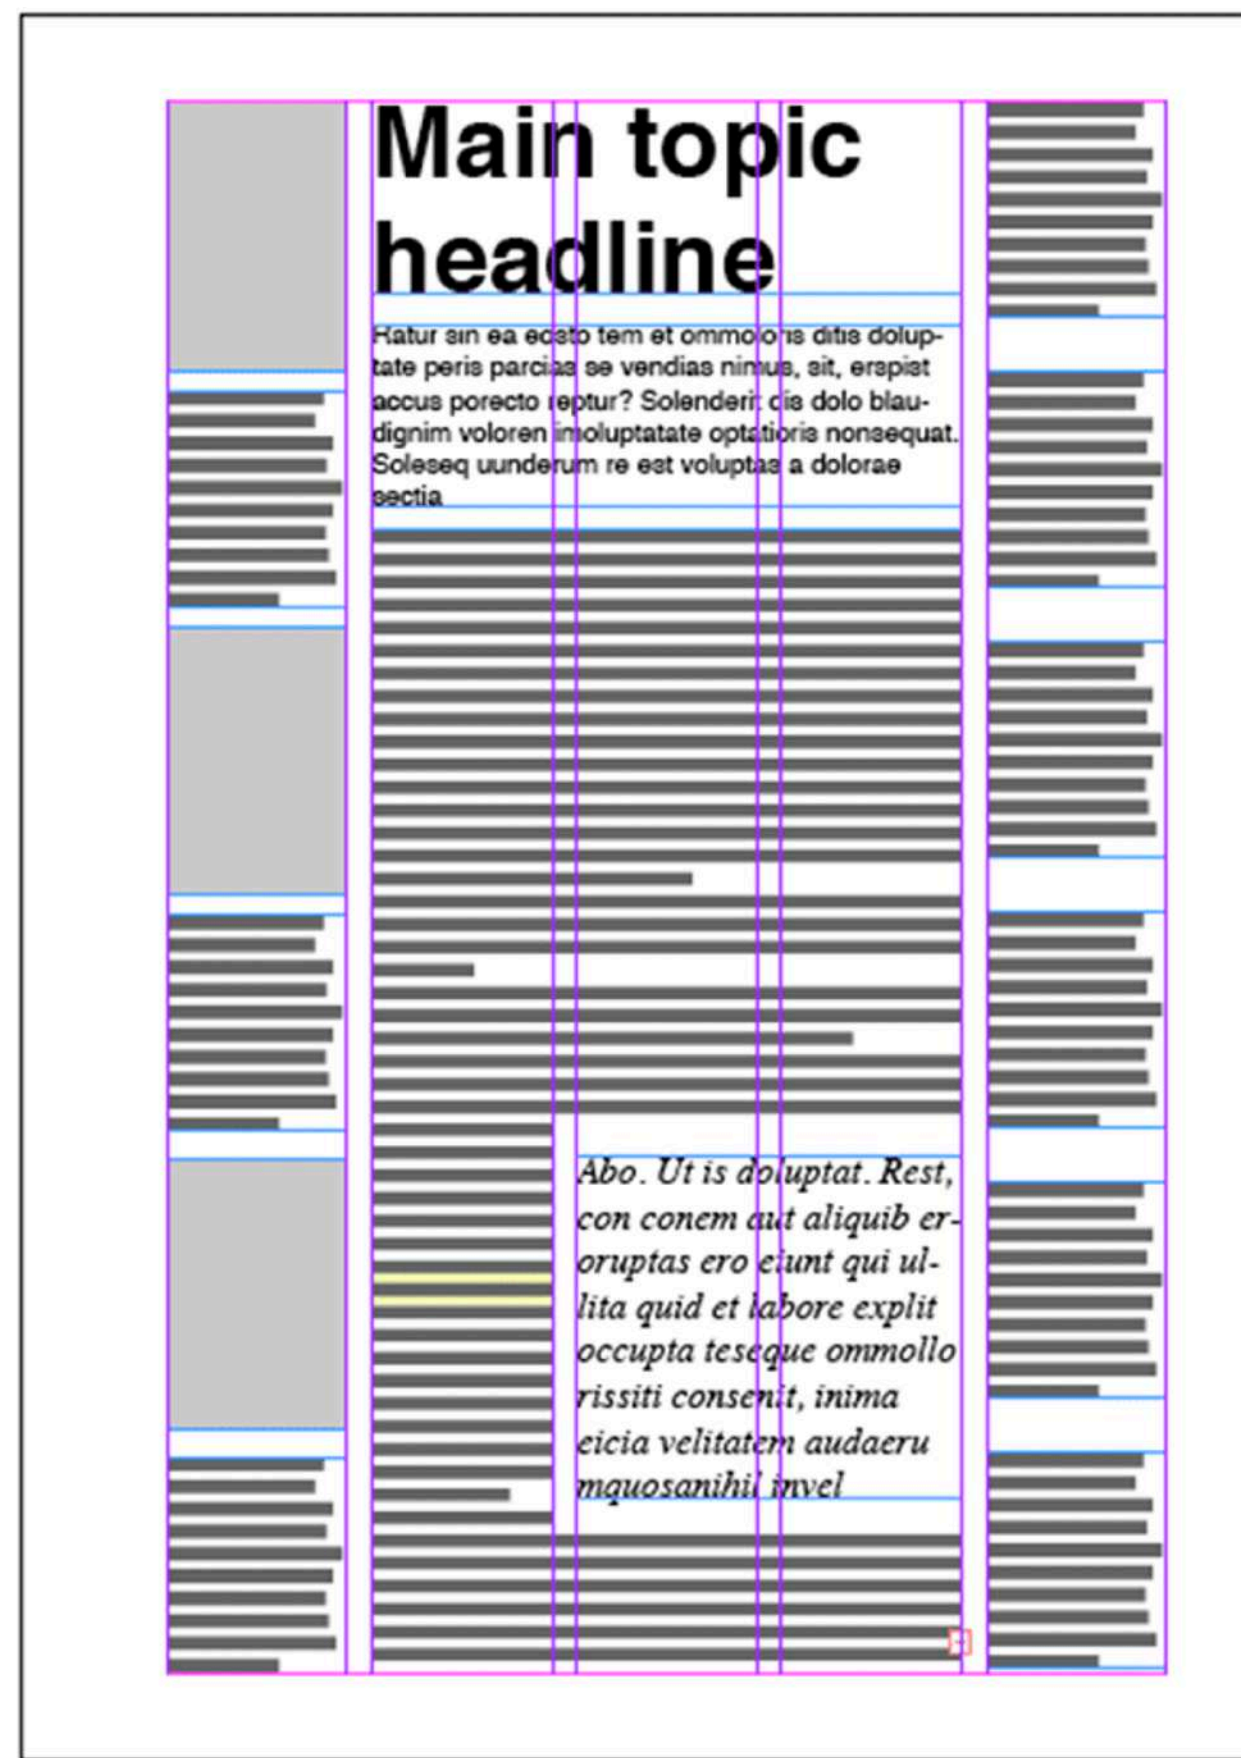 Main topic
headline
Ratur sin ea eosto tem et ommoloris ditis dolup-
tate peris parcias se vendias nimus, sit, erspist
accus porecto reptur? Solenderit dis dolo blau-
dignim voloren imoluptatate optatioris nonsequat.
Soleseq uunderum re est voluptas a dolorae
sectia
Abo. Ut is doluptat. Rest,
con conem aut aliquib er-
oruptas ero eiunt qui ul-
lita quid et labore explit
occupta teseque ommollo
rissiti consenit, inima
eicia velitatem audaeru
mquosanihil invel